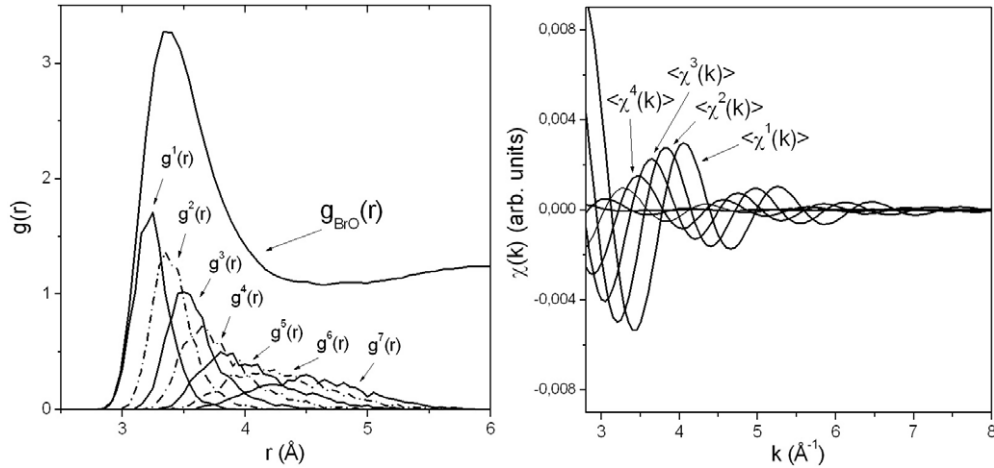 3
2
1
0
g(r)
g¹(r)
g²(r)
g³(r)
g⁴(r)
g⁵(r)
g⁶(r)
g⁷(r)
g_BrO(r)
3
4
5
6
r (Å)
0,008
0,004
0,000
-0,004
-0,008
χ(k) (arb. units)
<χ⁴(k)>
<χ³(k)>
<χ²(k)>
<χ¹(k)>
3
4
5
6
7
8
k (Å⁻¹)